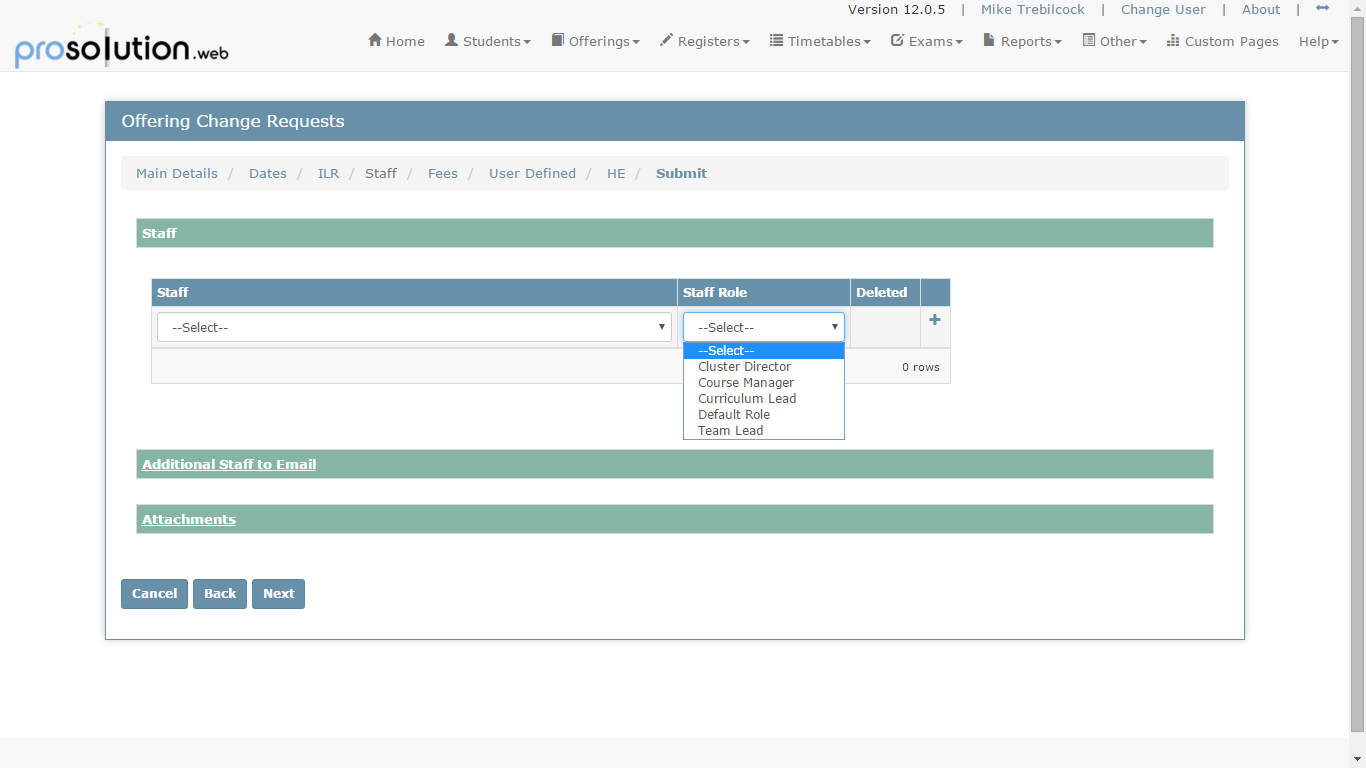 Version 12.0.5 | Mike Trebilcock | Change User | About |
prosolution.web
Home Students Offerings Registers Timetables Exams Reports Other Custom Pages Help
Offering Change Requests
Main Details / Dates / ILR / Staff / Fees / User Defined / HE / Submit
Staff
Staff Staff Role Deleted
--Select-- --Select--
--Select--
Cluster Director
0 rows
Course Manager
Curriculum Lead
Default Role
Team Lead
Additional Staff to Email
Attachments
Cancel Back Next